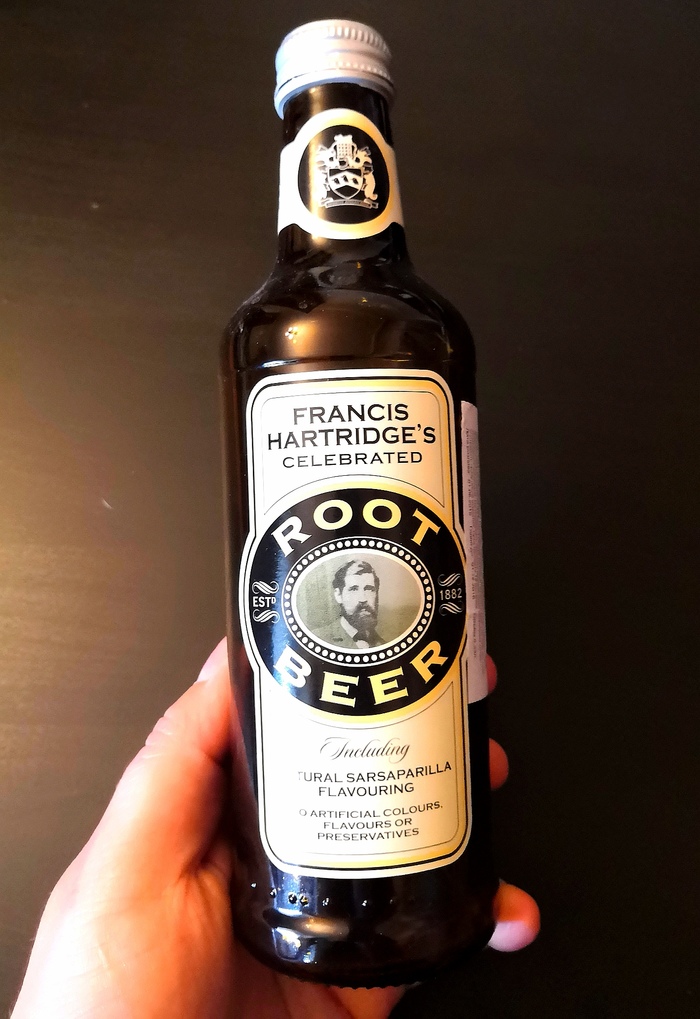 FRANCIS
HARTRIDGE'S
CELEBRATED
ROOT
ESTD 1882
BEER
Including
TURAL SARSAPARILLA
FLAVOURING
O ARTIFICIAL COLOURS.
FLAVOURS OR
PRESERVATIVES